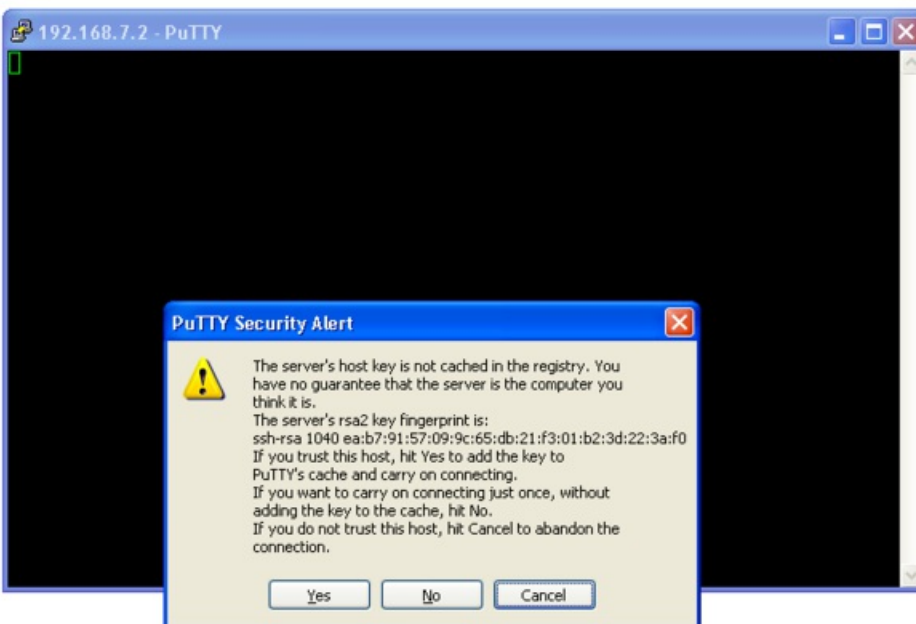 192.168.7.2 - PuTTY
PuTTY Security Alert
The server's host key is not cached in the registry. You
have no guarantee that the server is the computer you
think it is.
The server's rsa2 key fingerprint is:
ssh-rsa 1040 ea:b7:91:57:09:9c:65:db:21:f3:01:b2:3d:22:3a:f0
If you trust this host, hit Yes to add the key to
PuTTY's cache and carry on connecting.
If you want to carry on connecting just once, without
adding the key to the cache, hit No.
If you do not trust this host, hit Cancel to abandon the
connection.
Yes No Cancel